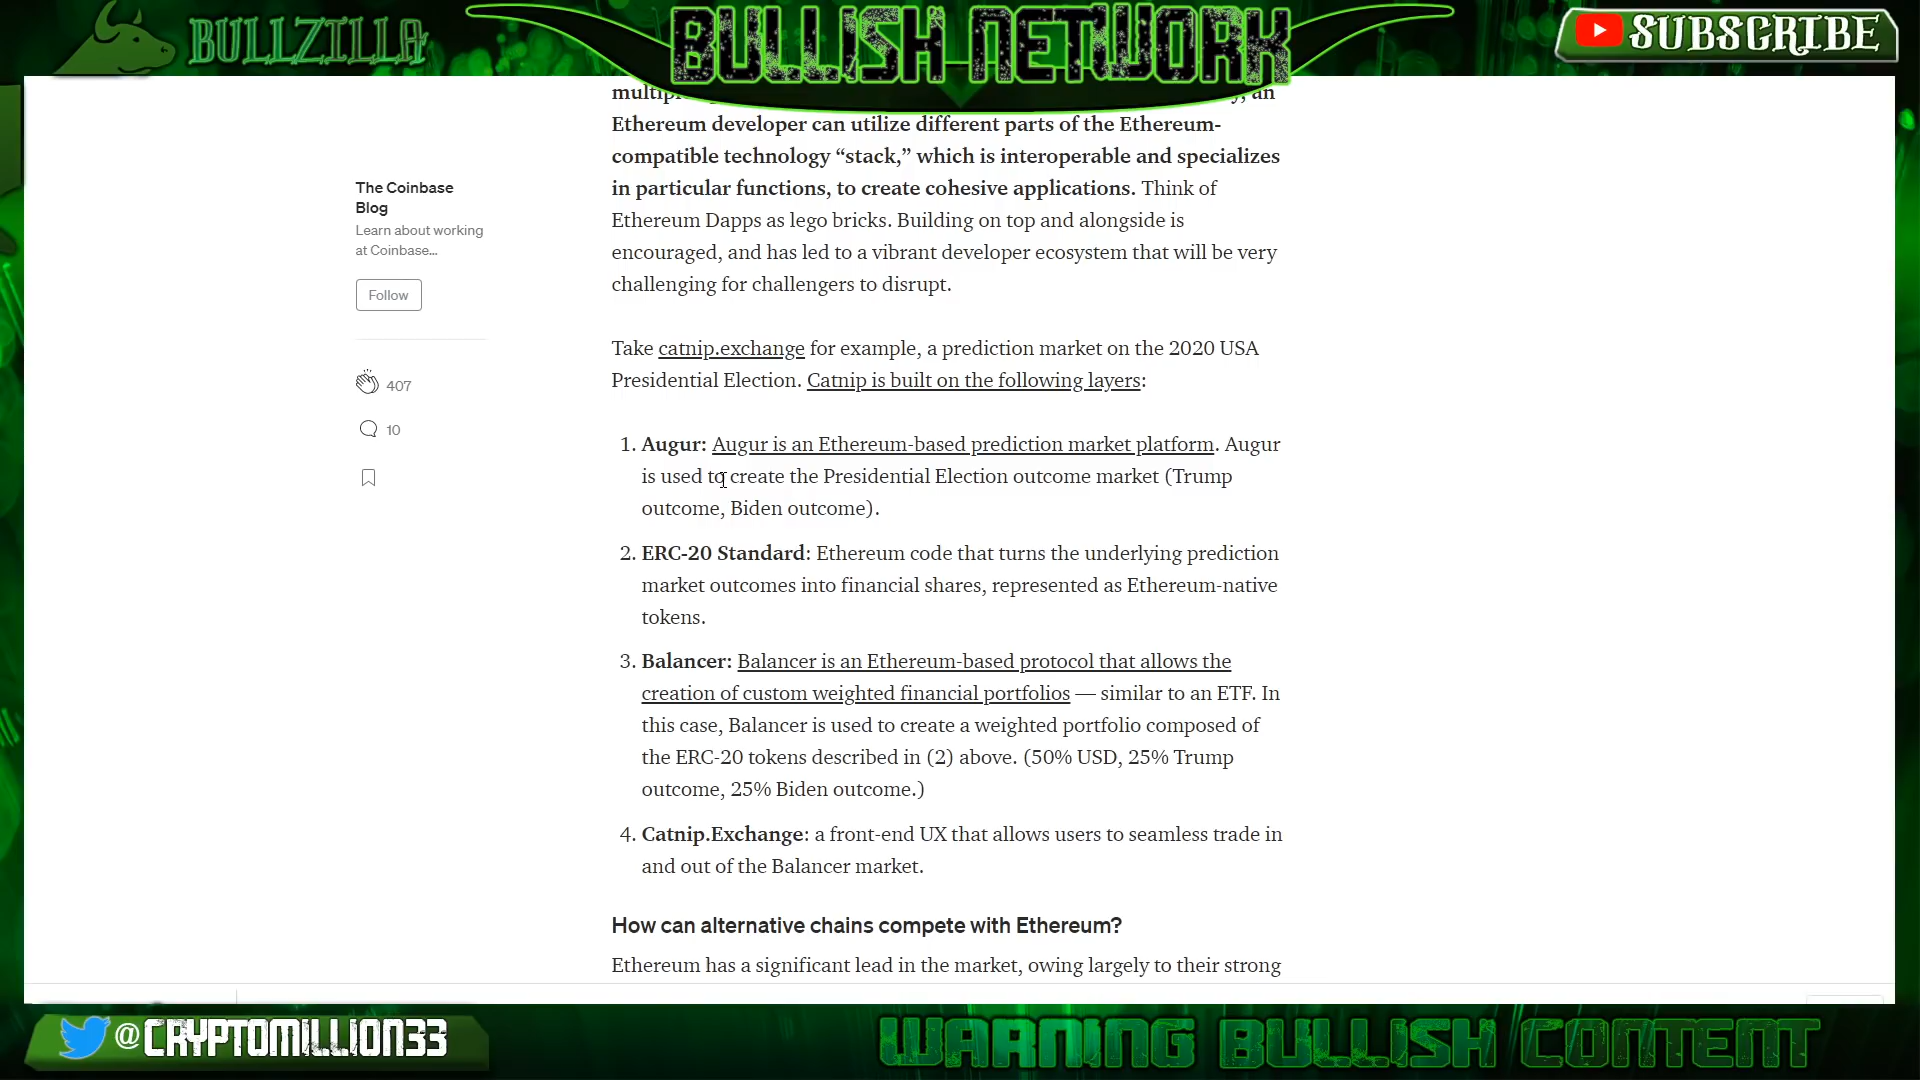 BULLZILLA
BULLISH NETWORK
SUBSCRIBE
an
Ethereum developer can utilize different parts of the Ethereum-
compatible technology “stack,” which is interoperable and specializes
in particular functions, to create cohesive applications. Think of
Ethereum Dapps as lego bricks. Building on top and alongside is
encouraged, and has led to a vibrant developer ecosystem that will be very
challenging for challengers to disrupt.
The Coinbase
Blog
Learn about working
at Coinbase...
Follow
407
10
Take catnip.exchange for example, a prediction market on the 2020 USA
Presidential Election. Catnip is built on the following layers:
1. Augur: Augur is an Ethereum-based prediction market platform. Augur
is used to create the Presidential Election outcome market (Trump
outcome, Biden outcome).
2. ERC-20 Standard: Ethereum code that turns the underlying prediction
market outcomes into financial shares, represented as Ethereum-native
tokens.
3. Balancer: Balancer is an Ethereum-based protocol that allows the
creation of custom weighted financial portfolios — similar to an ETF. In
this case, Balancer is used to create a weighted portfolio composed of
the ERC-20 tokens described in (2) above. (50% USD, 25% Trump
outcome, 25% Biden outcome.)
4. Catnip.Exchange: a front-end UX that allows users to seamless trade in
and out of the Balancer market.
How can alternative chains compete with Ethereum?
Ethereum has a significant lead in the market, owing largely to their strong
@CRYPTOMILLION33
WARNING BULLISH CONTENT